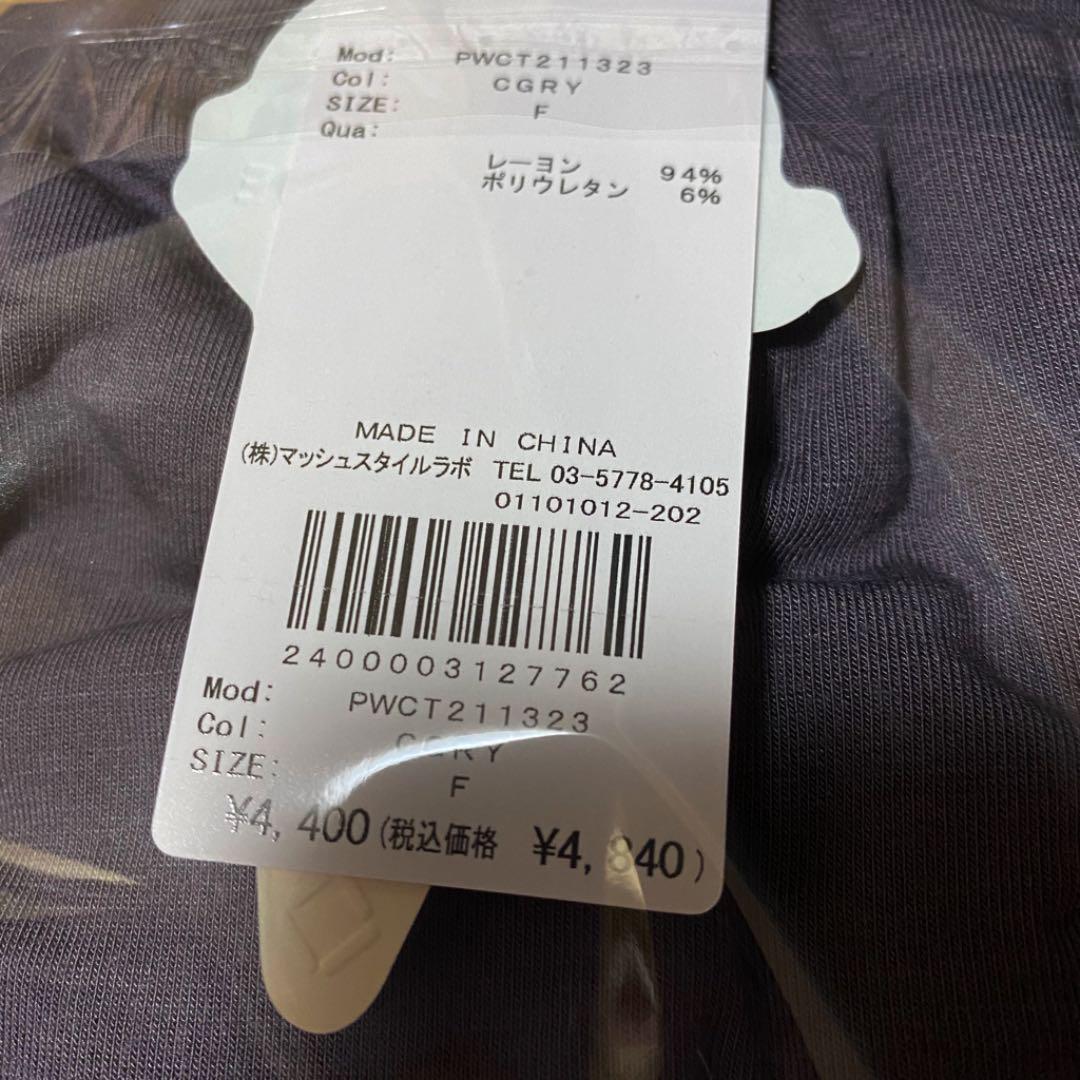 Mod: PWCT211323
Col: CGRY
SIZE: F
Qua:
レーヨン 94%
ポリウレタン 6%
MADE IN CHINA
(株)マッシュスタイルラボ TEL 03-5778-4105
01101012-202
2400003127762
Mod: PWCT211323
Col: CGRY
SIZE: F
¥4,400(税込価格 ¥4,840)